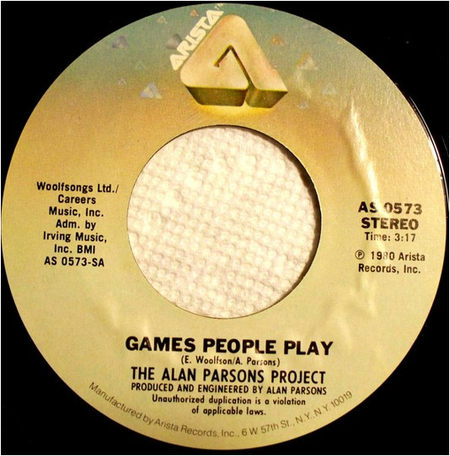 ARISTA
Woolfsongs Ltd./
Careers
Music, Inc.
Adm. by
Irving Music,
Inc. BMI
AS 0573-SA
AS 0573
STEREO
Time: 3:17
℗ 1980 Arista
Records, Inc.
GAMES PEOPLE PLAY
(E. Woolfson/A. Parsons)
THE ALAN PARSONS PROJECT
PRODUCED AND ENGINEERED BY ALAN PARSONS
Unauthorized duplication is a violation
of applicable laws.
Manufactured by Arista Records, Inc., 6 W 57th St., N.Y., N.Y. 10019